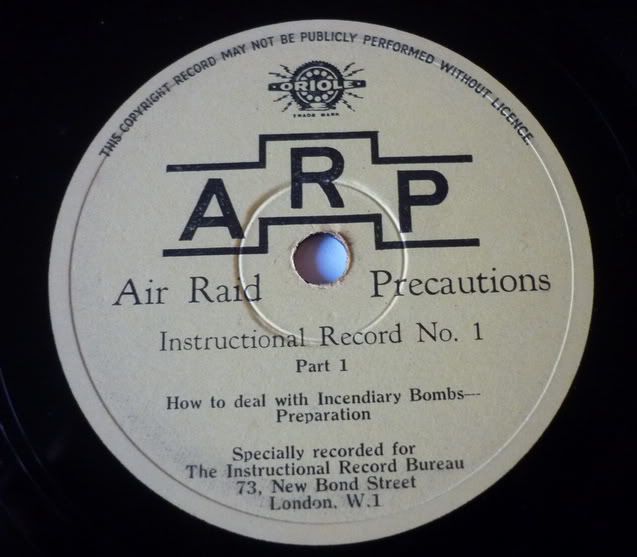 THIS COPYRIGHT RECORD MAY NOT BE PUBLICLY PERFORMED WITHOUT LICENCE.
ORIOLE
TRADE MARK
ARP
Air Raid Precautions
Instructional Record No. 1
Part 1
How to deal with Incendiary Bombs—
Preparation
Specially recorded for
The Instructional Record Bureau
73, New Bond Street
London, W.1